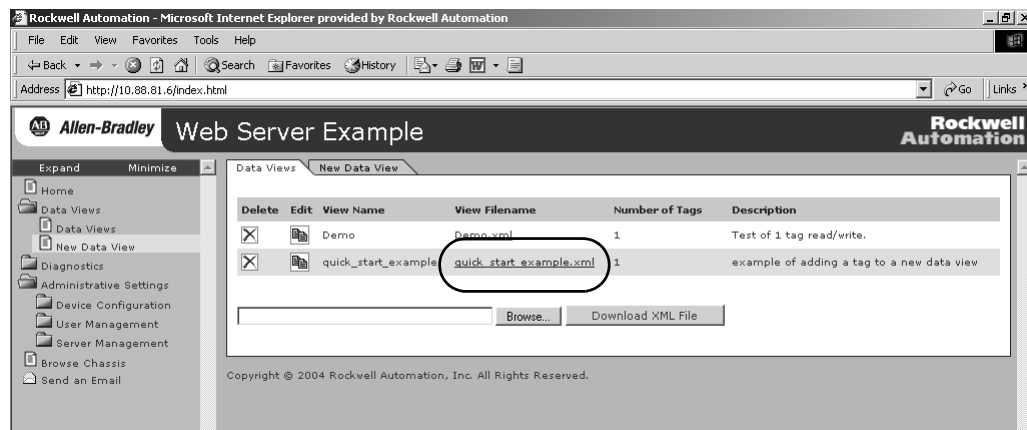 Rockwell Automation - Microsoft Internet Explorer provided by Rockwell Automation
File Edit View Favorites Tools Help
Back Search Favorites History
Address http://10.88.81.6/index.html Go Links
AB Allen-Bradley Web Server Example Rockwell
Automation
Expand Minimize
Home
Data Views
Data Views
New Data View
Diagnostics
Administrative Settings
Device Configuration
User Management
Server Management
Browse Chassis
Send an Email
Data Views New Data View
Delete Edit View Name View Filename Number of Tags Description
Demo Demo.xml 1 Test of 1 tag read/write.
quick_start_example quick_start_example.xml 1 example of adding a tag to a new data view
Browse... Download XML File
Copyright © 2004 Rockwell Automation, Inc. All Rights Reserved.